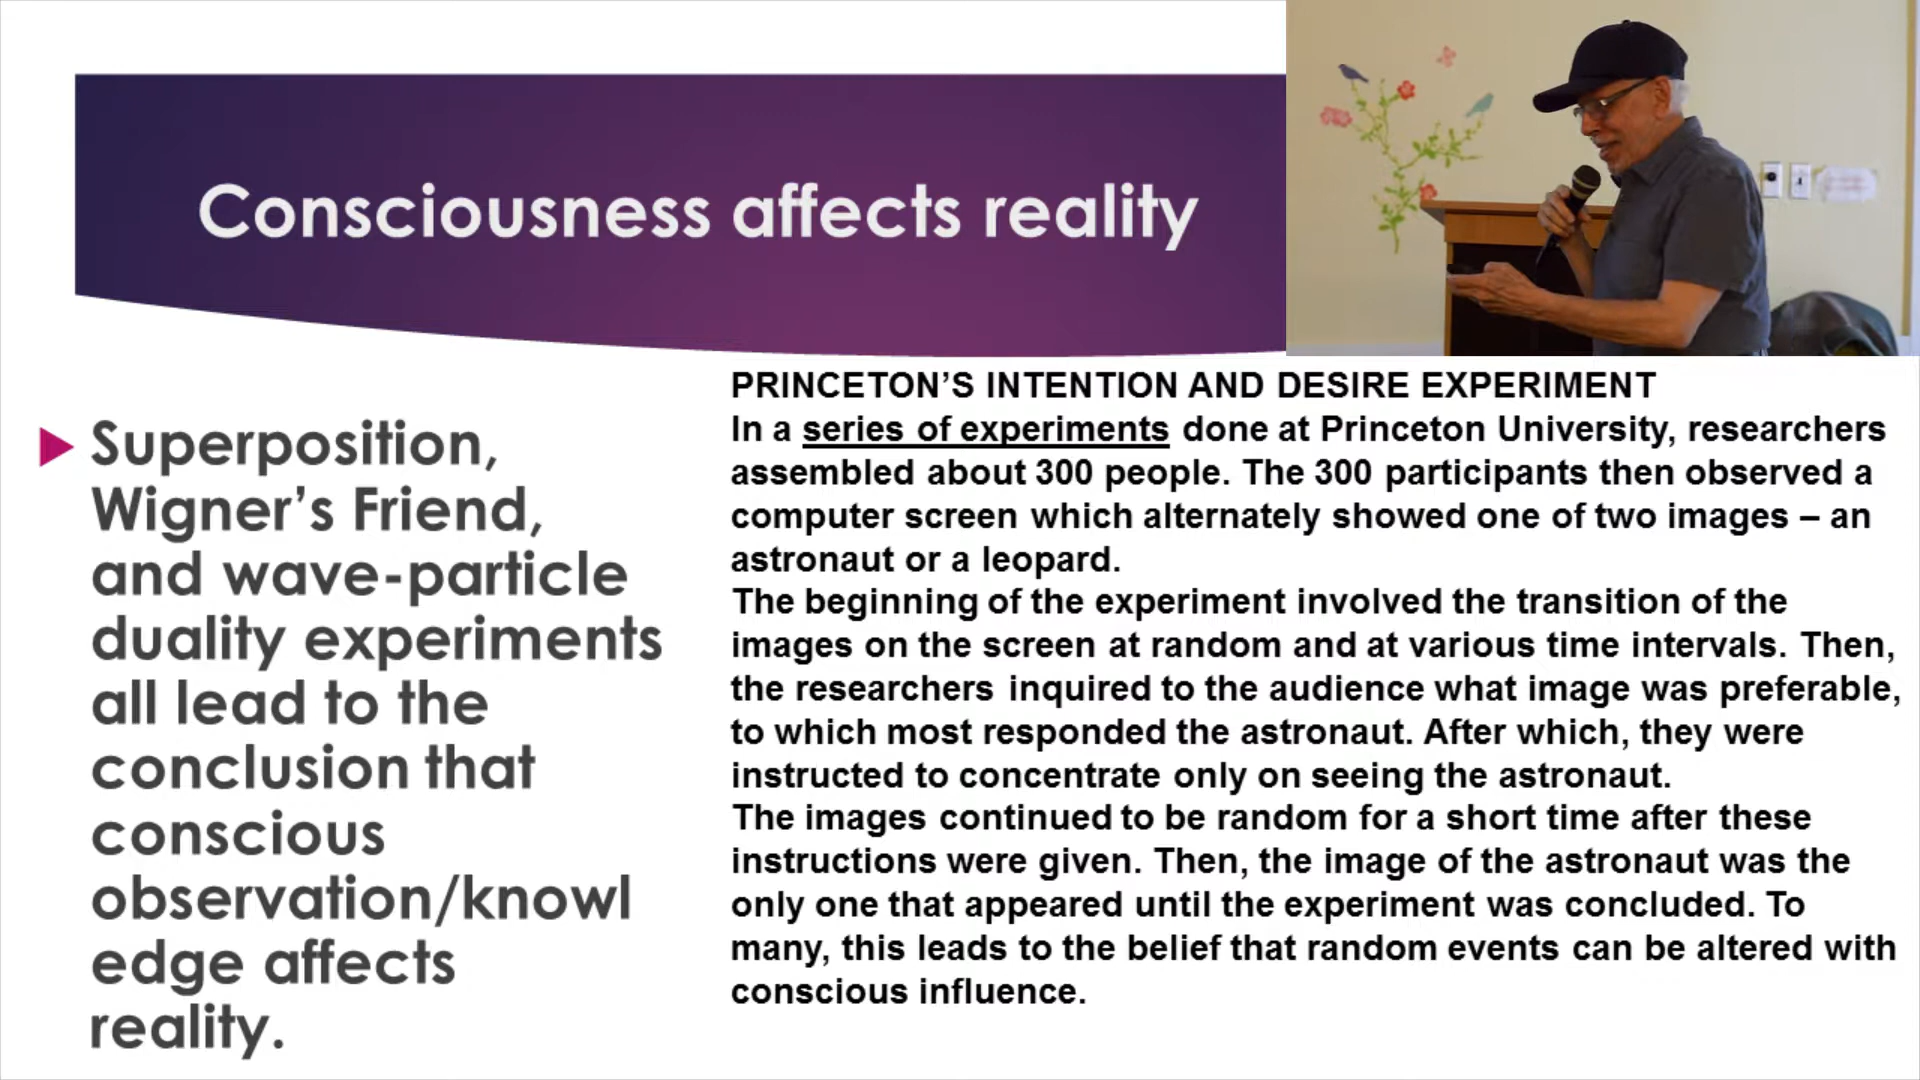 Consciousness affects reality
Superposition,
Wigner's Friend,
and wave-particle
duality experiments
all lead to the
conclusion that
conscious
observation/knowl
edge affects
reality.
PRINCETON'S INTENTION AND DESIRE EXPERIMENT
In a series of experiments done at Princeton University, researchers
assembled about 300 people. The 300 participants then observed a
computer screen which alternately showed one of two images – an
astronaut or a leopard.
The beginning of the experiment involved the transition of the
images on the screen at random and at various time intervals. Then,
the researchers inquired to the audience what image was preferable,
to which most responded the astronaut. After which, they were
instructed to concentrate only on seeing the astronaut.
The images continued to be random for a short time after these
instructions were given. Then, the image of the astronaut was the
only one that appeared until the experiment was concluded. To
many, this leads to the belief that random events can be altered with
conscious influence.